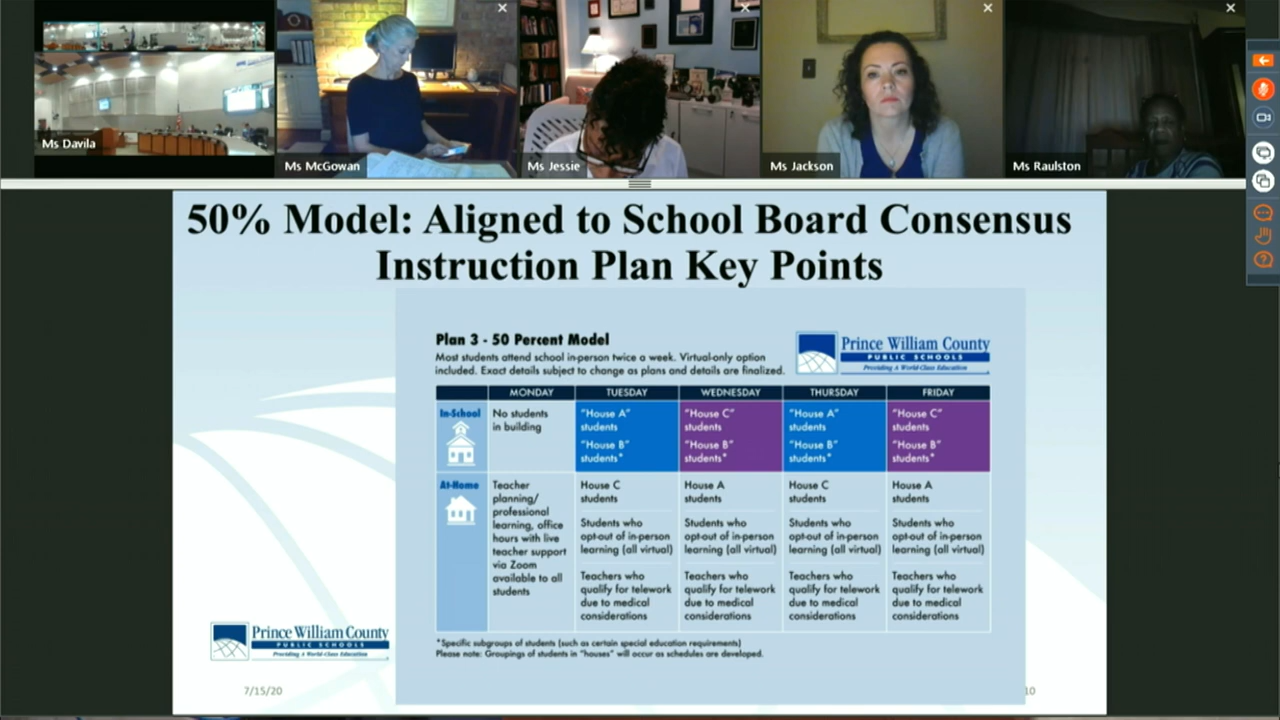 Ms Davila
Ms McGowan
Ms Jessie
Ms Jackson
Ms Raulston
50% Model: Aligned to School Board Consensus
Instruction Plan Key Points
Plan 3 - 50 Percent Model
Most students attend school in-person twice a week. Virtual-only option
included. Exact details subject to change as plans and details are finalized.
Prince William County
PUBLIC SCHOOLS
Providing A World-Class Education
MONDAY TUESDAY WEDNESDAY THURSDAY FRIDAY
In-School
No students
in building
"House A"
students
"House B"
students*
"House C"
students
"House B"
students*
"House A"
students
"House B"
students*
"House C"
students
"House B"
students*
At-Home
Teacher
planning/
professional
learning, office
hours with live
teacher support
via Zoom
available to all
students
House C
students
Students who
opt-out of in-person
learning (all virtual)
Teachers who
qualify for telework
due to medical
considerations
House A
students
Students who
opt-out of in-person
learning (all virtual)
Teachers who
qualify for telework
due to medical
considerations
House C
students
Students who
opt-out of in-person
learning (all virtual)
Teachers who
qualify for telework
due to medical
considerations
House A
students
Students who
opt-out of in-person
learning (all virtual)
Teachers who
qualify for telework
due to medical
considerations
*Specific subgroups of students (such as certain special education requirements)
Please note: Groupings of students in "houses" will occur as schedules are developed.
Prince William County
PUBLIC SCHOOLS
Providing A World-Class Education
7/15/20
10